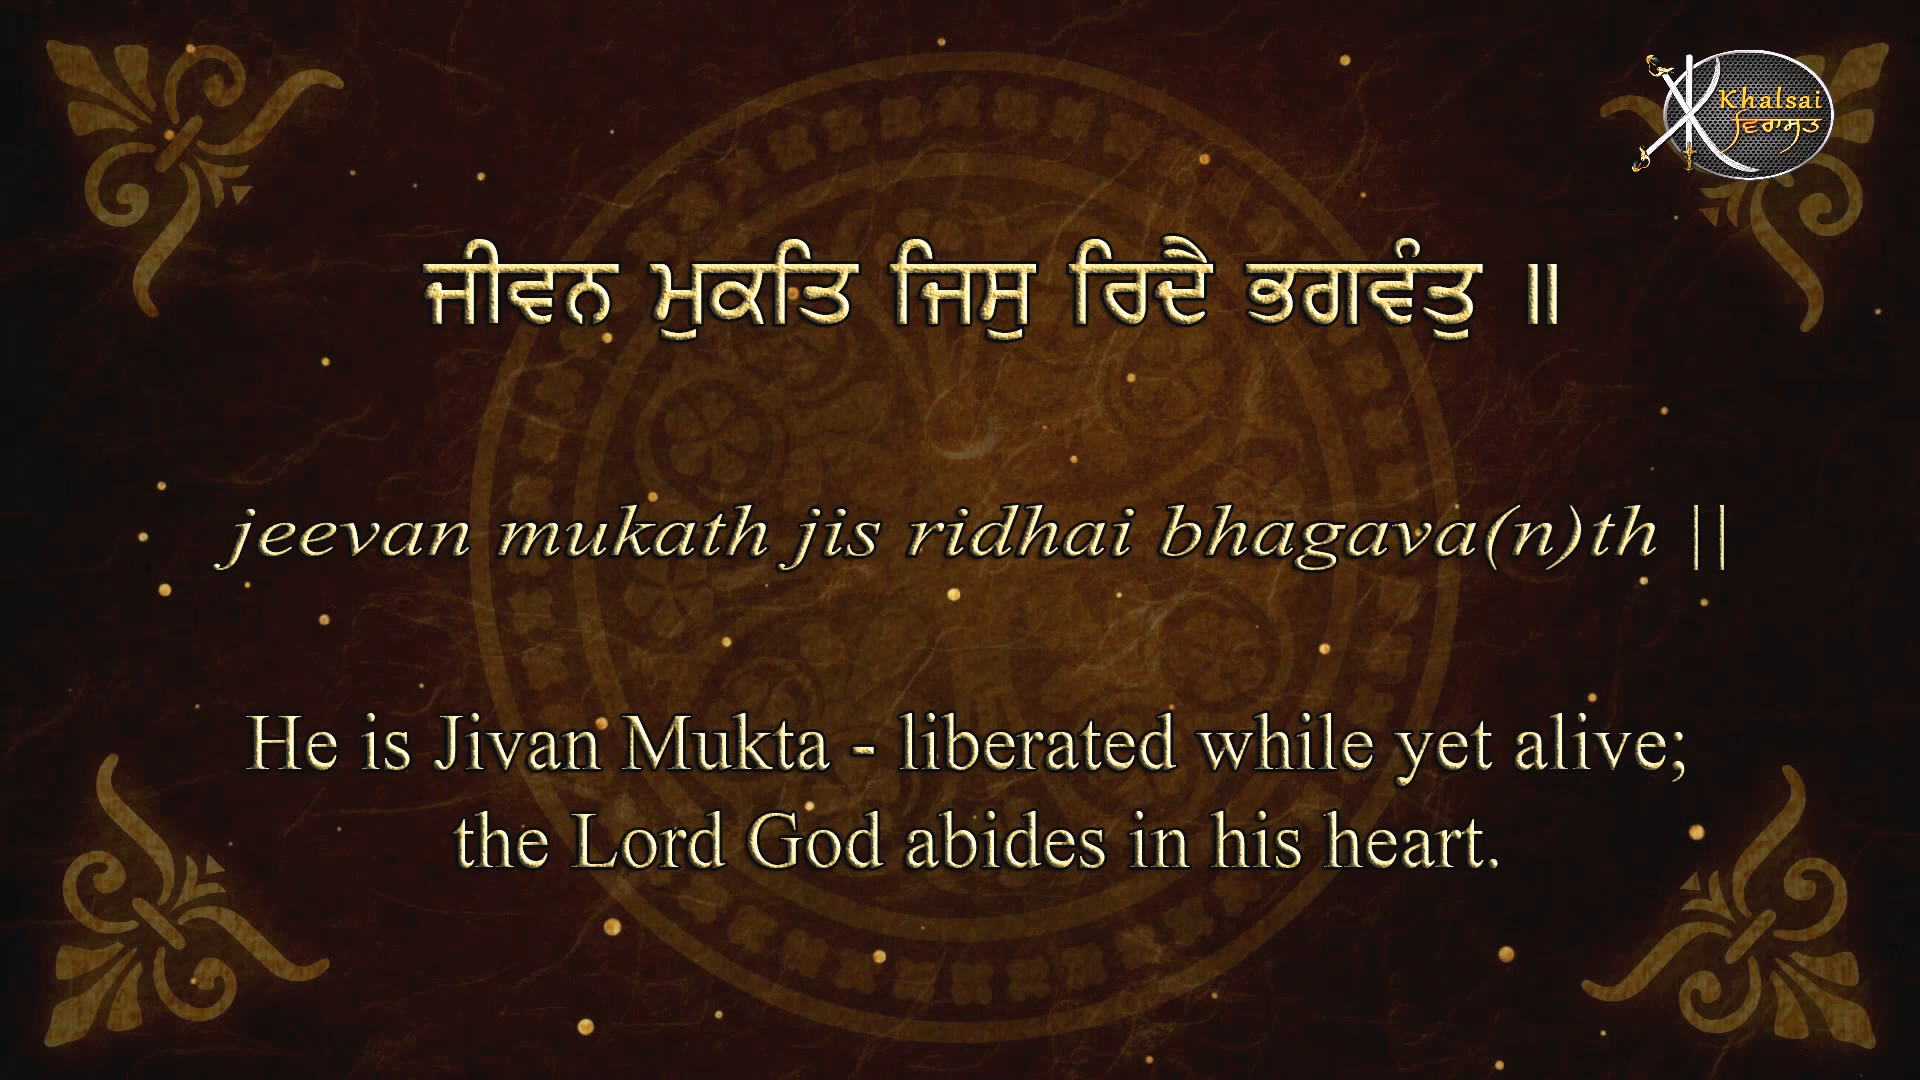 Khalsai
ਵਿਰਾਸਤ
ਜੀਵਨ ਮੁਕਤਿ ਜਿਸੁ ਰਿਦੈ ਭਗਵੰਤੁ ॥
jeevan mukath jis ridhai bhagava(n)th ||
He is Jivan Mukta - liberated while yet alive;
the Lord God abides in his heart.